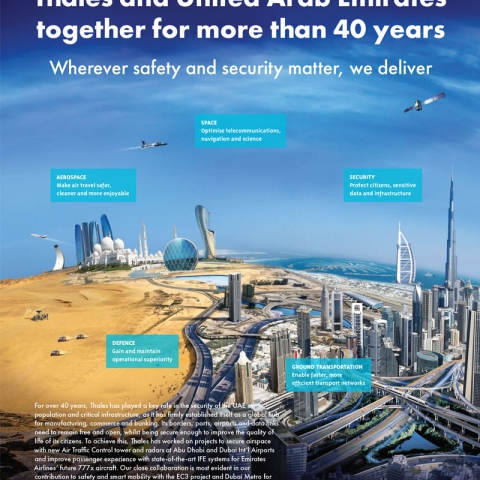 Thales and United Arab Emirates
together for more than 40 years
Wherever safety and security matter, we deliver
SPACE
Optimise telecommunications,
navigation and science
AEROSPACE
Make air travel safer,
cleaner and more enjoyable
SECURITY
Protect citizens, sensitive
data and infrastructure
DEFENCE
Gain and maintain
operational superiority
GROUND TRANSPORTATION
Enable faster, more
efficient transport networks
For over 40 years, Thales has played a key role in the security of the UAE
population and critical infrastructure, as it has firmly established itself as a global hub
for manufacturing, commerce and banking. Its borders, ports, airports and data links
need to remain free and open, whilst being secure enough to improve the quality of
life of its citizens. To achieve this, Thales has worked on projects to secure airspace
with new Air Traffic Control tower and radars at Abu Dhabi and Dubai Int'l Airports
and improve passenger experience with state-of-the-art IFE systems for Emirates
Airlines' future 777x aircraft. Our close collaboration is most evident in our
contribution to safety and smart mobility with the EC3 project and Dubai Metro for